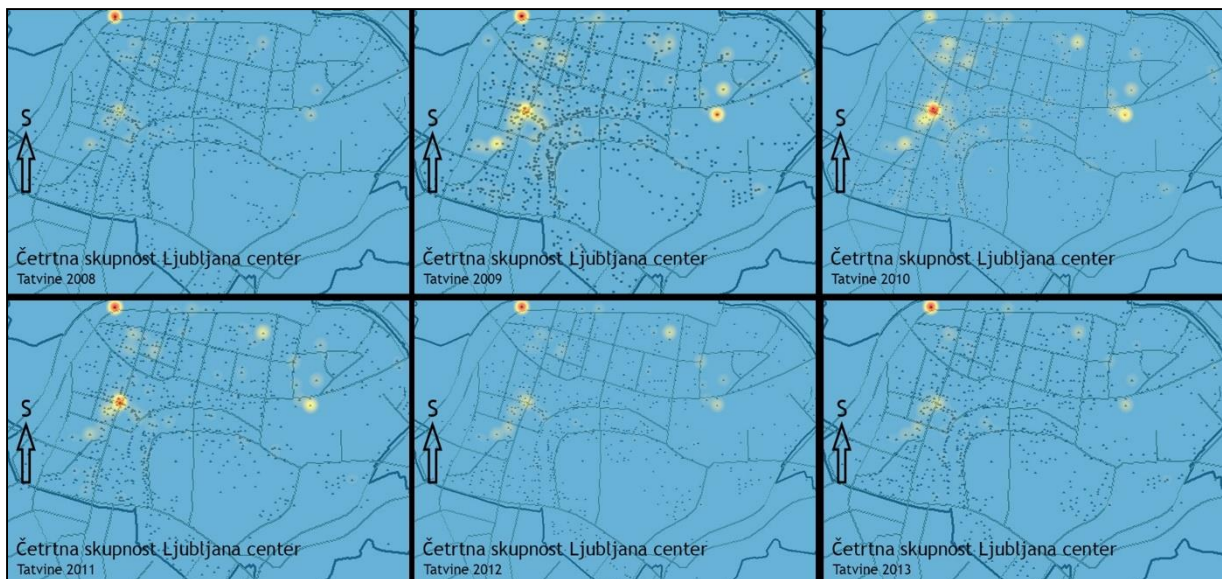 S
Četrtna skupnost Ljubljana center
Tatvine 2008
S
Četrtna skupnost Ljubljana center
Tatvine 2009
S
Četrtna skupnost Ljubljana center
Tatvine 2010
S
Četrtna skupnost Ljubljana center
Tatvine 2011
S
Četrtna skupnost Ljubljana center
Tatvine 2012
S
Četrtna skupnost Ljubljana center
Tatvine 2013